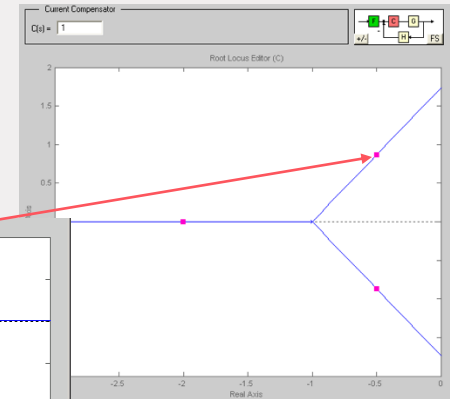 Current Compensator
C(s) = 1
F C G
+/- H FS
Root Locus Editor (C)
2
1.5
1
0.5
-2.5 -2 -1.5 -1 -0.5 0
Real Axis